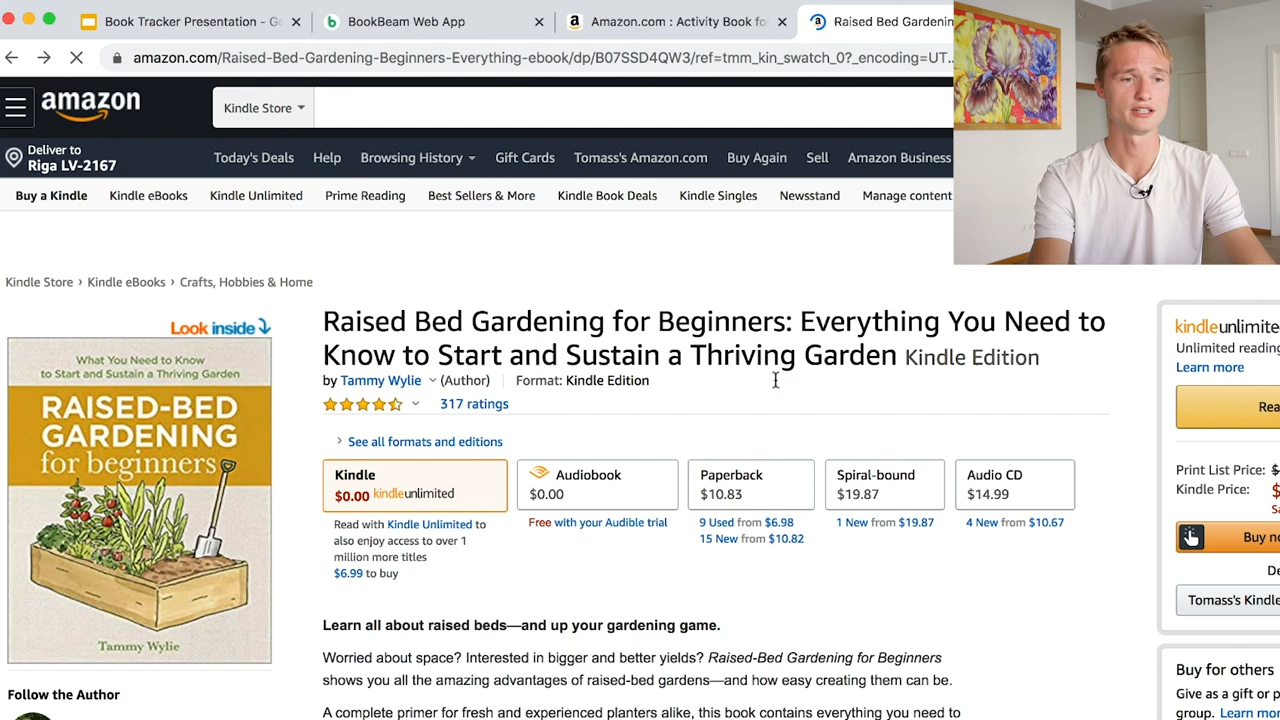 Book Tracker Presentation - Go
BookBeam Web App
Amazon.com : Activity Book fo
Raised Bed Gardenin
amazon.com/Raised-Bed-Gardening-Beginners-Everything-ebook/dp/B07SSD4QW3/ref=tmm_kin_swatch_0?_encoding=UT...
amazon
Kindle Store
Deliver to
Riga LV-2167
Today's Deals Help Browsing History Gift Cards Tomass's Amazon.com Buy Again Sell Amazon Business
Buy a Kindle Kindle eBooks Kindle Unlimited Prime Reading Best Sellers & More Kindle Book Deals Kindle Singles Newsstand Manage content
Kindle Store › Kindle eBooks › Crafts, Hobbies & Home
Look inside
What You Need to Know
to Start and Sustain a Thriving Garden
RAISED-BED
GARDENING
for beginners
Tammy Wylie
Follow the Author
Raised Bed Gardening for Beginners: Everything You Need to
Know to Start and Sustain a Thriving Garden Kindle Edition
by Tammy Wylie (Author) Format: Kindle Edition
317 ratings
› See all formats and editions
Kindle
$0.00 kindleunlimited
Read with Kindle Unlimited to
also enjoy access to over 1
million more titles
$6.99 to buy
Audiobook
$0.00
Free with your Audible trial
Paperback
$10.83
9 Used from $6.98
15 New from $10.82
Spiral-bound
$19.87
1 New from $19.87
Audio CD
$14.99
4 New from $10.67
Learn all about raised beds—and up your gardening game.
Worried about space? Interested in bigger and better yields? Raised-Bed Gardening for Beginners
shows you all the amazing advantages of raised-bed gardens—and how easy creating them can be.
A complete primer for fresh and experienced planters alike, this book contains everything you need to
kindleunlimited
Unlimited reading
Learn more
Rea
Print List Price: $
Kindle Price: $
Sa
Buy no
De
Tomass's Kindle
Buy for others
Give as a gift or p
group. Learn mor